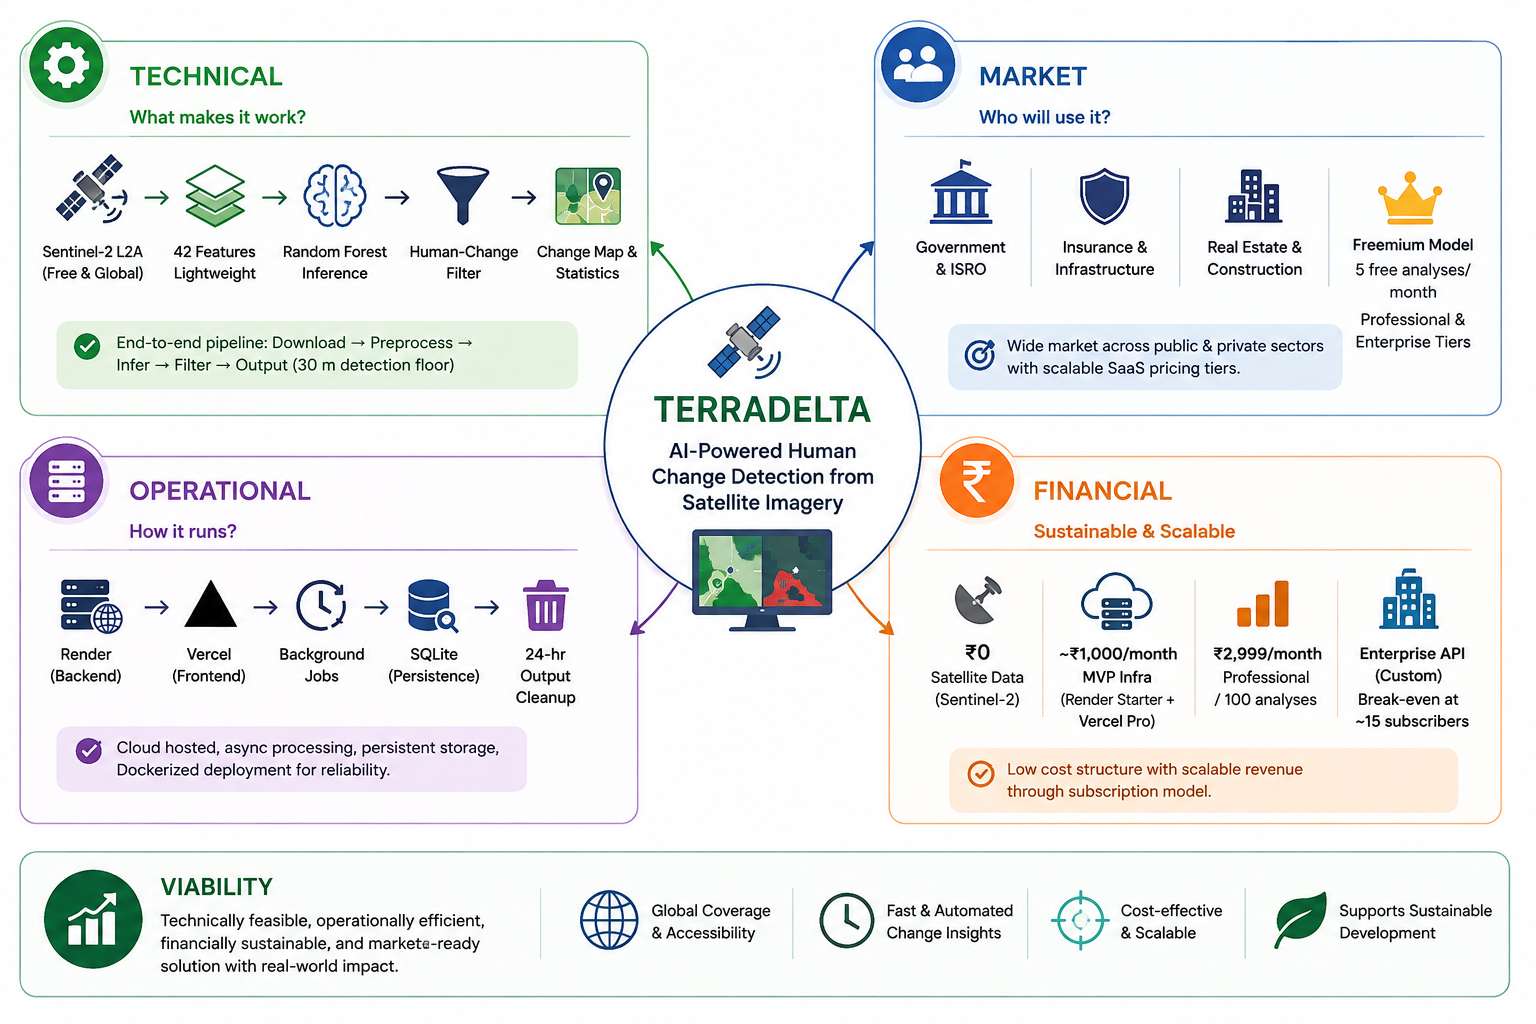 TECHNICAL
What makes it work?
Sentinel-2 L2A
(Free & Global)
42 Features
Lightweight
Random Forest
Inference
Human-Change
Filter
Change Map &
Statistics
End-to-end pipeline: Download → Preprocess →
Infer → Filter → Output (30 m detection floor)
MARKET
Who will use it?
Government
& ISRO
Insurance &
Infrastructure
Real Estate &
Construction
Freemium Model
5 free analyses/
month
Professional &
Enterprise Tiers
Wide market across public & private sectors
with scalable SaaS pricing tiers.
TERRADELTA
AI-Powered Human
Change Detection from
Satellite Imagery
OPERATIONAL
How it runs?
Render
(Backend)
Vercel
(Frontend)
Background
Jobs
SQLite
(Persistence)
24-hr
Output
Cleanup
Cloud hosted, async processing, persistent storage,
Dockerized deployment for reliability.
₹
FINANCIAL
Sustainable & Scalable
₹0
Satellite Data
(Sentinel-2)
~₹1,000/month
MVP Infra
(Render Starter +
Vercel Pro)
₹2,999/month
Professional
/ 100 analyses
Enterprise API
(Custom)
Break-even at
~15 subscribers
Low cost structure with scalable revenue
through subscription model.
VIABILITY
Technically feasible, operationally efficient,
financially sustainable, and market-ready
solution with real-world impact.
Global Coverage
& Accessibility
Fast & Automated
Change Insights
Cost-effective
& Scalable
Supports Sustainable
Development